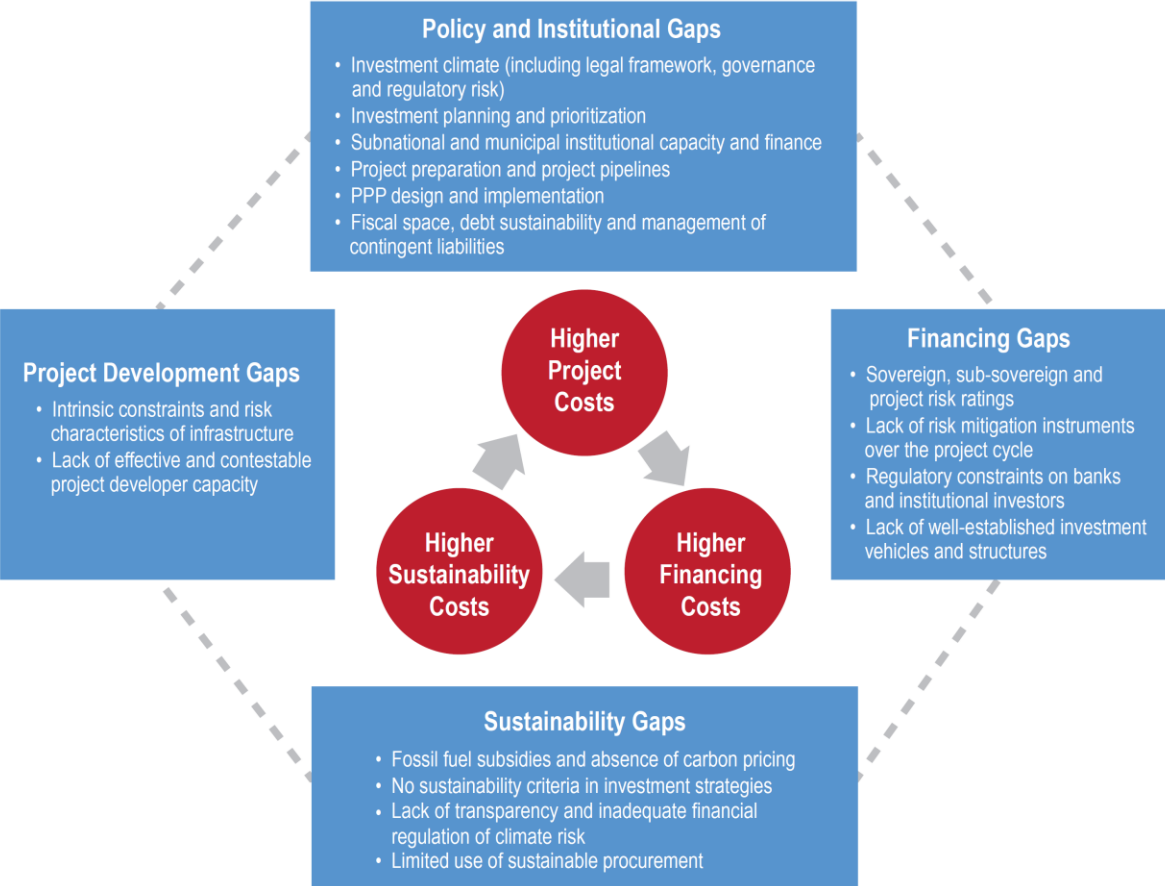 Policy and Institutional Gaps
• Investment climate (including legal framework, governance
and regulatory risk)
• Investment planning and prioritization
• Subnational and municipal institutional capacity and finance
• Project preparation and project pipelines
• PPP design and implementation
• Fiscal space, debt sustainability and management of
contingent liabilities
Project Development Gaps
• Intrinsic constraints and risk
characteristics of infrastructure
• Lack of effective and contestable
project developer capacity
Higher
Project
Costs
Higher
Sustainability
Costs
Higher
Financing
Costs
Financing Gaps
• Sovereign, sub-sovereign and
project risk ratings
• Lack of risk mitigation instruments
over the project cycle
• Regulatory constraints on banks
and institutional investors
• Lack of well-established investment
vehicles and structures
Sustainability Gaps
• Fossil fuel subsidies and absence of carbon pricing
• No sustainability criteria in investment strategies
• Lack of transparency and inadequate financial
regulation of climate risk
• Limited use of sustainable procurement